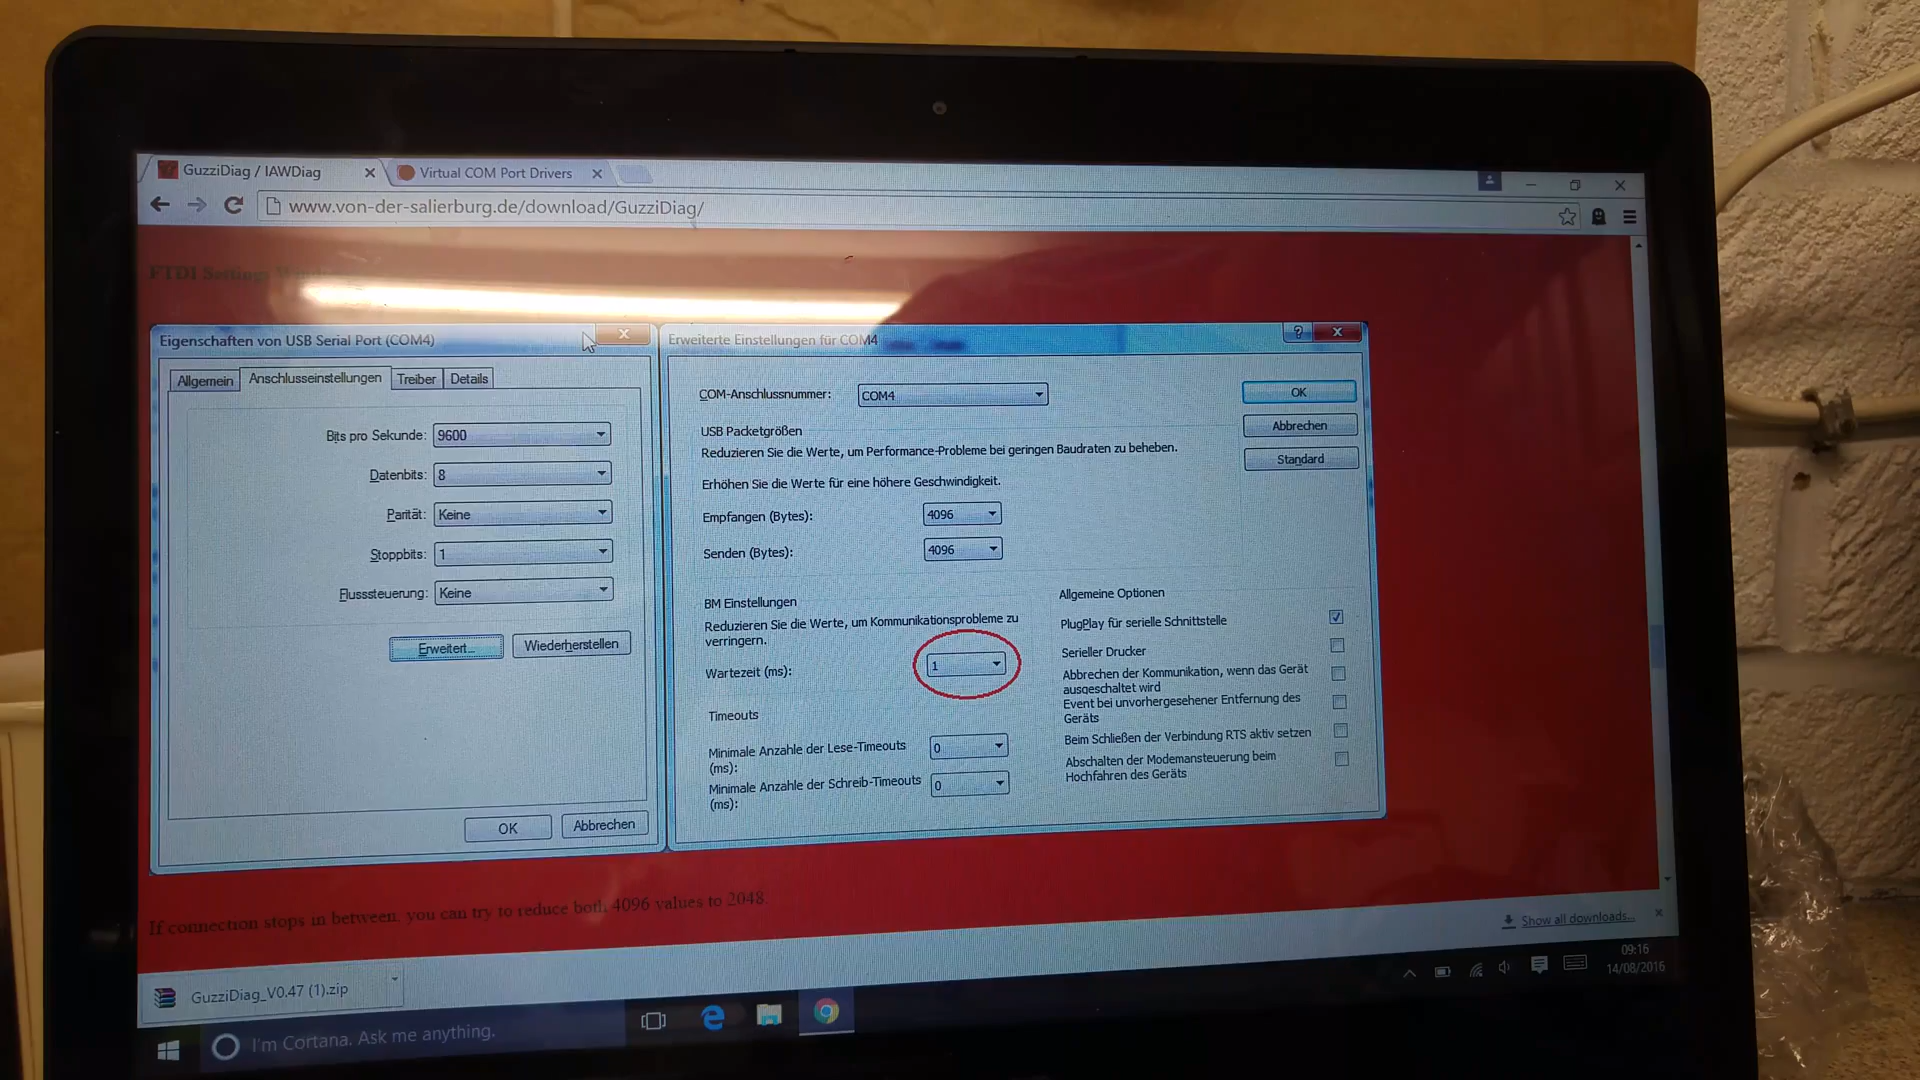 GuzziDiag / IAWDiag
Virtual COM Port Drivers
www.von-der-salierburg.de/download/GuzziDiag/
FTDI Settings
Eigenschaften von USB Serial Port (COM4)
Allgemein Anschlusseinstellungen Treiber Details
Bits pro Sekunde: 9600
Datenbits: 8
Parität: Keine
Stoppbits: 1
Flusssteuerung: Keine
Erweitert... Wiederherstellen
OK Abbrechen
Erweiterte Einstellungen für COM4
COM-Anschlussnummer: COM4
OK
Abbrechen
Standard
USB Packetgrößen
Reduzieren Sie die Werte, um Performance-Probleme bei geringen Baudraten zu beheben.
Erhöhen Sie die Werte für eine höhere Geschwindigkeit.
Empfangen (Bytes): 4096
Senden (Bytes): 4096
BM Einstellungen
Reduzieren Sie die Werte, um Kommunikationsprobleme zu
verringern.
Wartezeit (ms): 1
Timeouts
Minimale Anzahle der Lese-Timeouts
(ms): 0
Minimale Anzahle der Schreib-Timeouts
(ms): 0
Allgemeine Optionen
PlugPlay für serielle Schnittstelle
Serieller Drucker
Abbrechen der Kommunikation, wenn das Gerät
ausgeschaltet wird
Event bei unvorhergesehener Entfernung des
Geräts
Beim Schließen der Verbindung RTS aktiv setzen
Abschalten der Modemansteuerung beim
Hochfahren des Geräts
If connection stops in between, you can try to reduce both 4096 values to 2048.
GuzziDiag_V0.47 (1).zip
Show all downloads...
I'm Cortana. Ask me anything.
09:16
14/08/2016